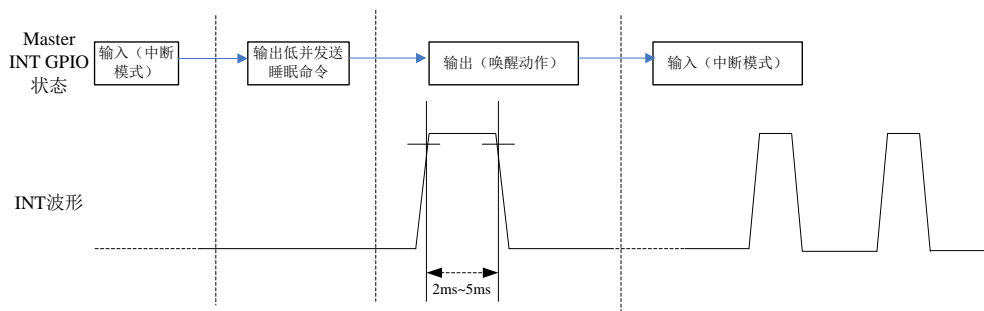 Master
INT GPIO
状态
输入（中断
模式）
输出低并发送
睡眠命令
输出（唤醒动作）
输入（中断模式）
INT波形
2ms~5ms